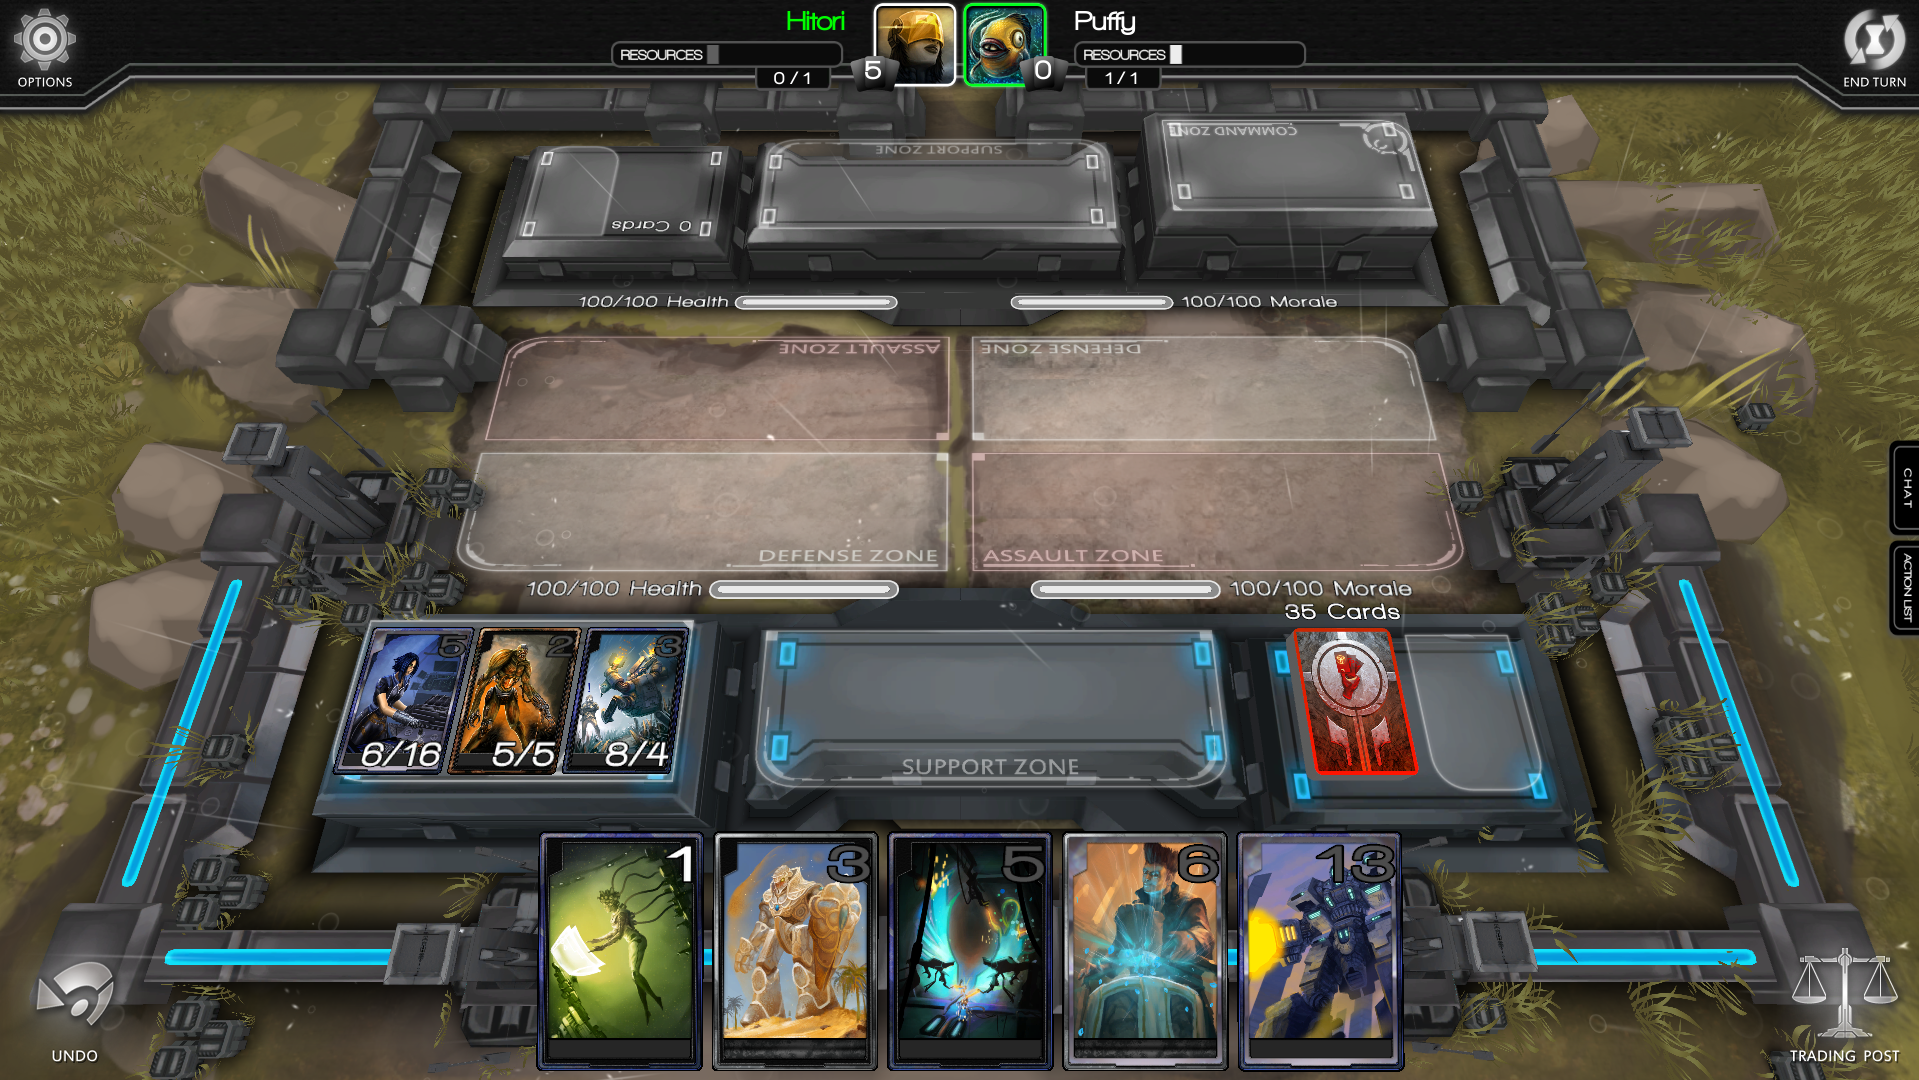 Hitori
Puffy
RESOURCES
RESOURCES
0 / 1
5
0
1 / 1
OPTIONS
END TURN
COMMAND ZONE
SUPPORT ZONE
0 Cards
100/100 Health
100/100 Morale
ASSAULT ZONE
DEFENSE ZONE
CHAT
DEFENSE ZONE
ASSAULT ZONE
ACTION LIST
100/100 Health
100/100 Morale
35 Cards
5
2
3
6/16
5/5
8/4
SUPPORT ZONE
1
3
5
6
13
UNDO
TRADING POST